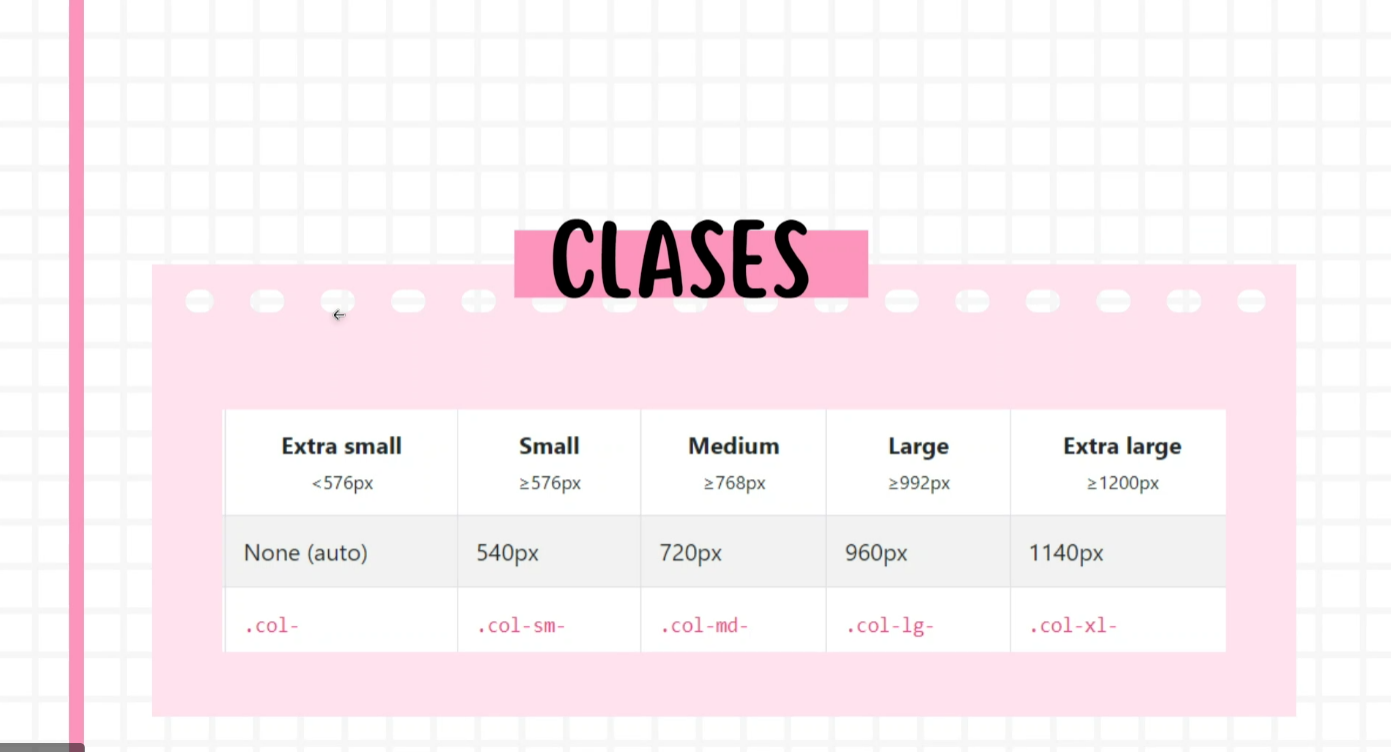 CLASES
Extra small Small Medium Large Extra large
<576px ≥576px ≥768px ≥992px ≥1200px
None (auto) 540px 720px 960px 1140px
.col- .col-sm- .col-md- .col-lg- .col-xl-